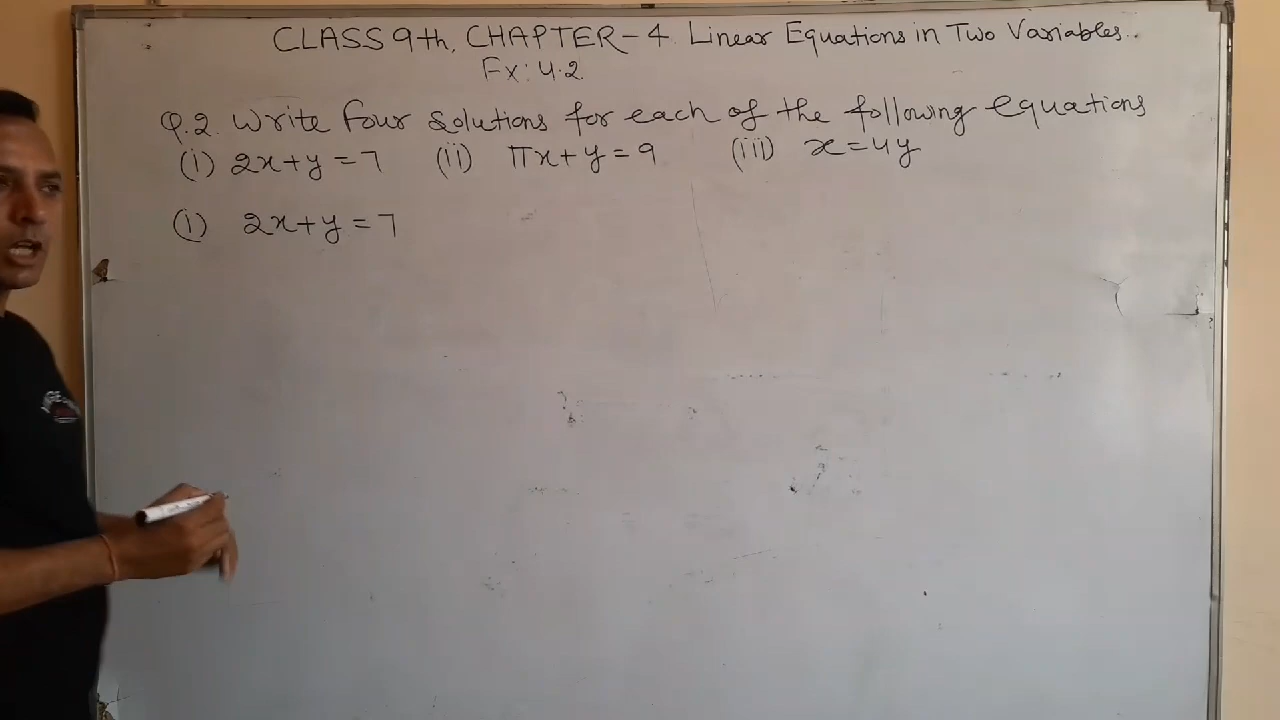 CLASS 9th, CHAPTER-4. Linear Equations in Two Variables..
Ex: 4.2.
Q.2. Write four solutions for each of the following equations
(i) 2x+y=7 (ii) πx+y=9 (iii) x=4y
(i) 2x+y=7